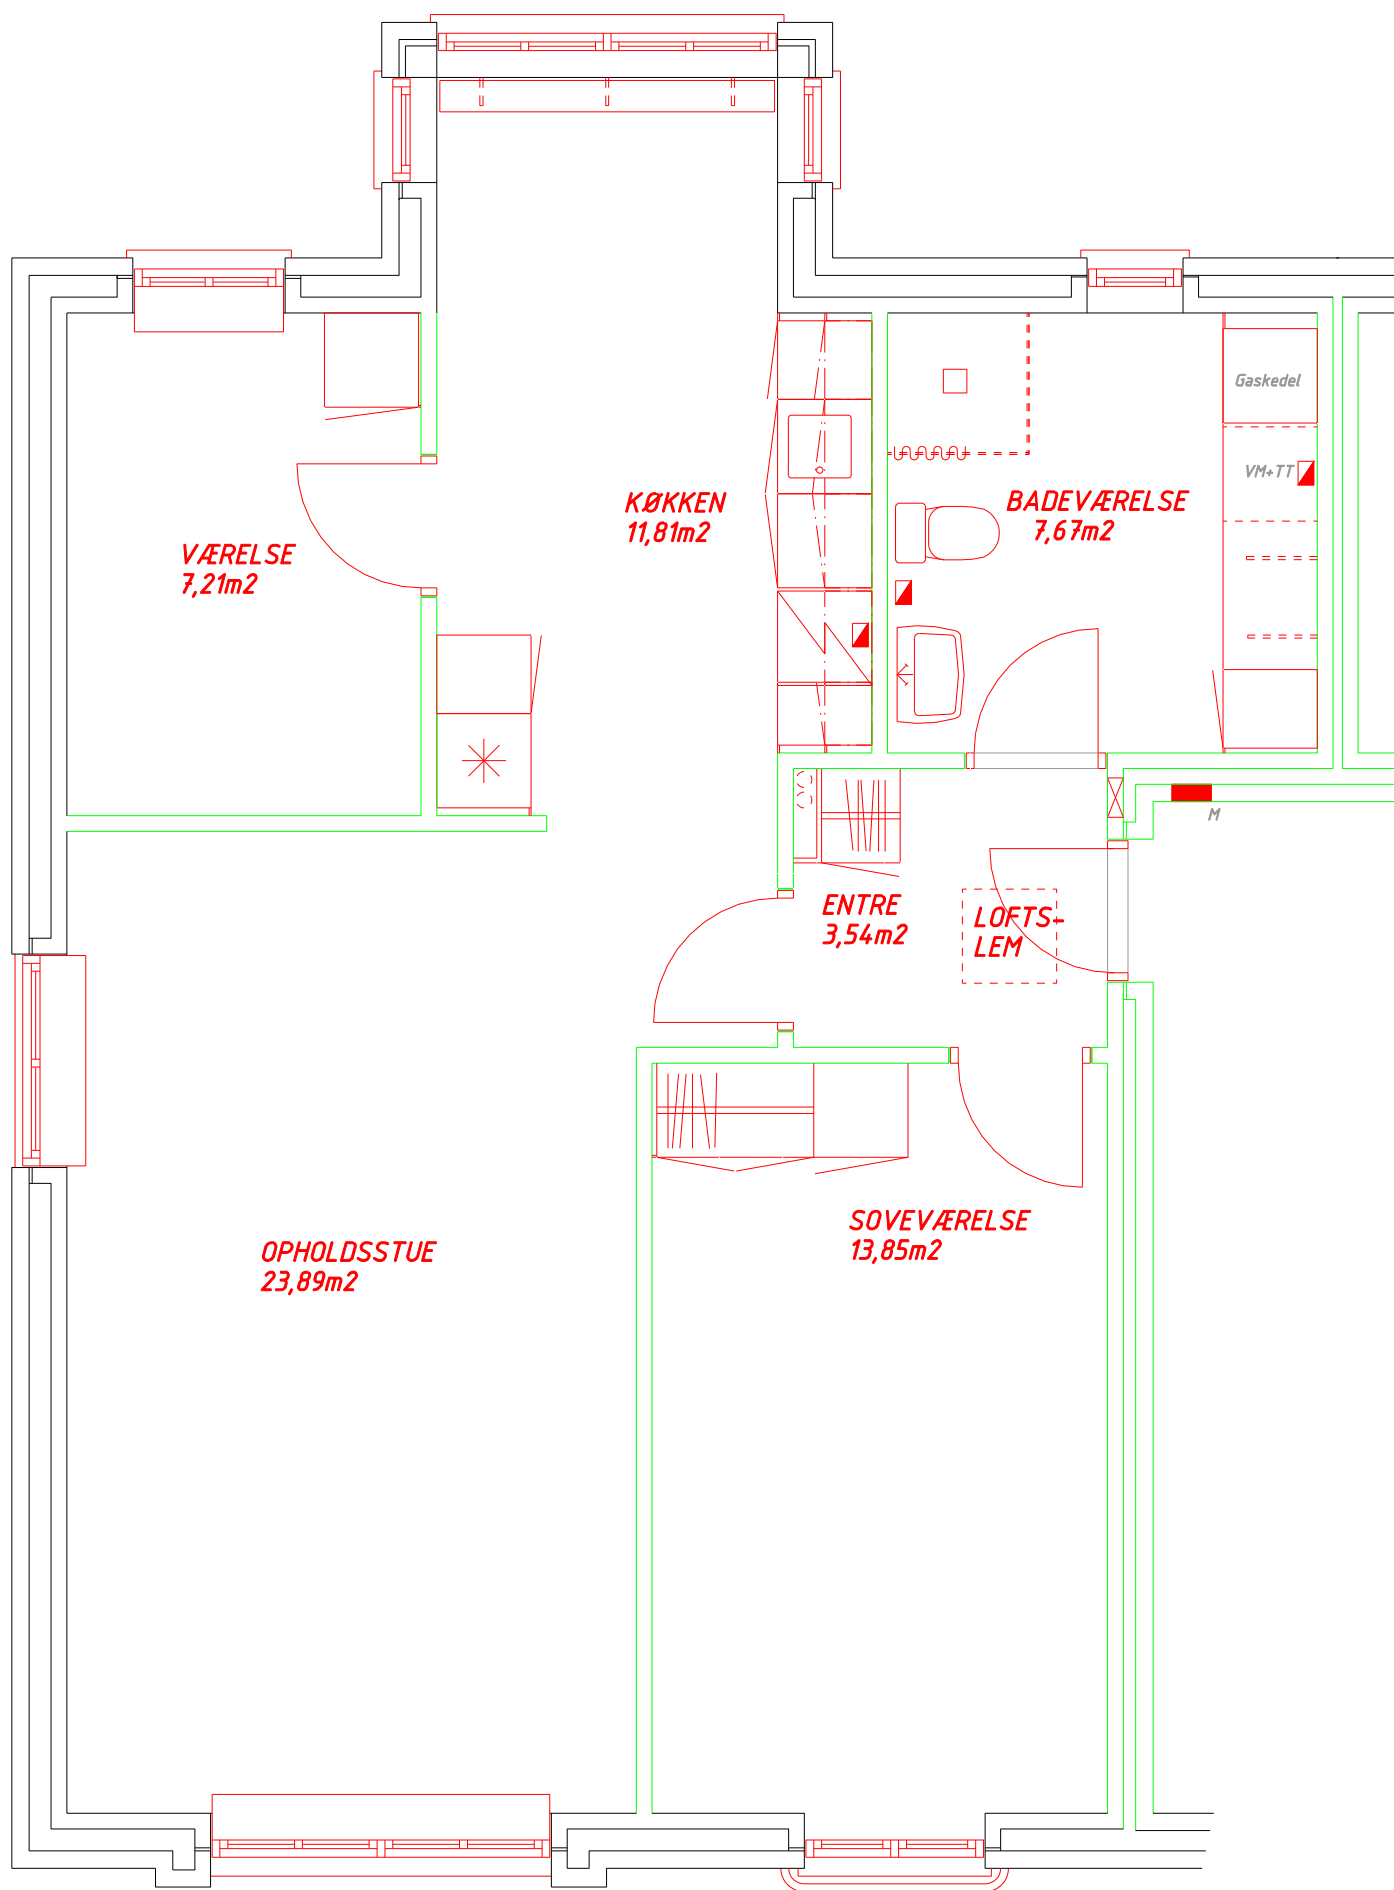 Gaskedel
VM+TT
KØKKEN
11,81m2
BADEVÆRELSE
7,67m2
VÆRELSE
7,21m2
M
ENTRE
3,54m2
LOFTS-
LEM
SOVEVÆRELSE
13,85m2
OPHOLDSSTUE
23,89m2